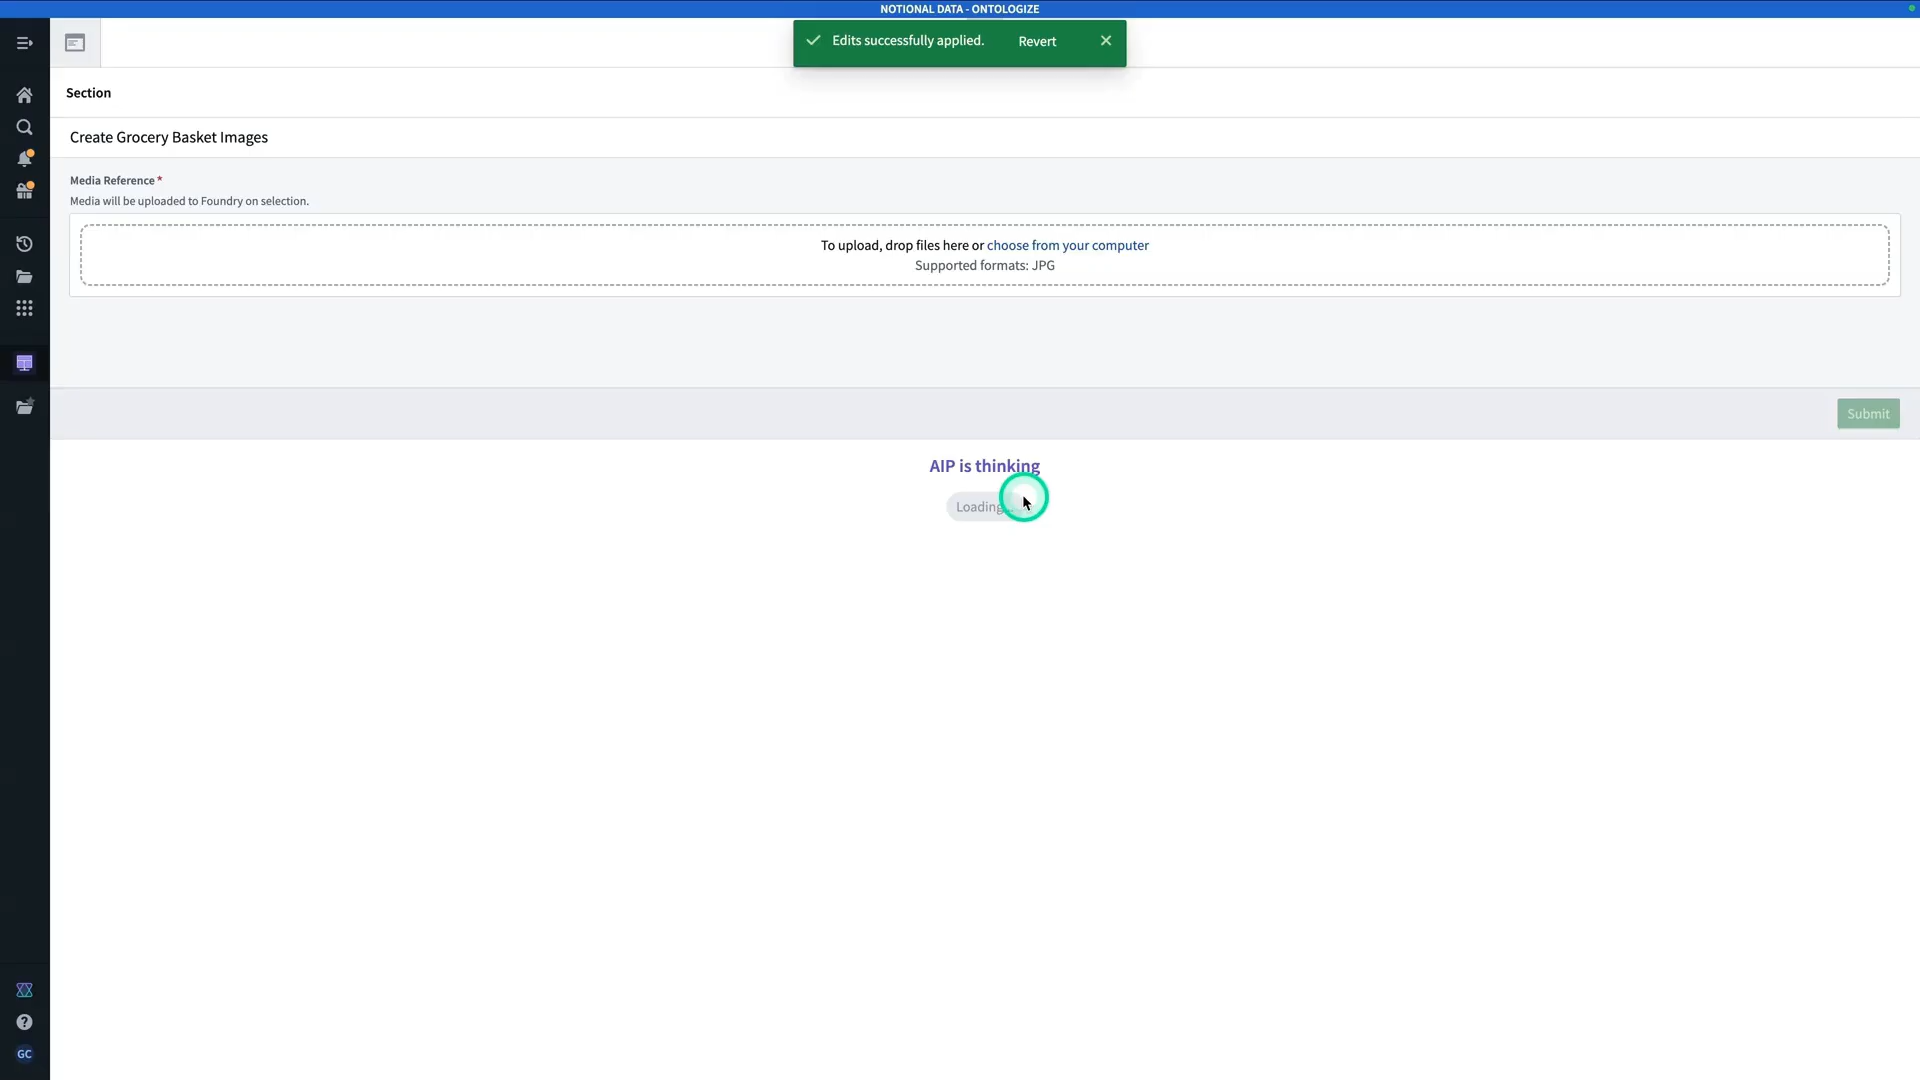 NOTIONAL DATA - ONTOLOGIZE
Edits successfully applied. Revert
Section
Create Grocery Basket Images
Media Reference *
Media will be uploaded to Foundry on selection.
To upload, drop files here or choose from your computer
Supported formats: JPG
Submit
AIP is thinking
Loading
GC